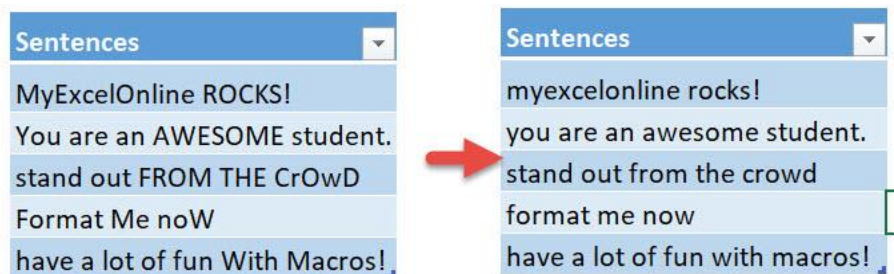 Sentences
MyExcelOnline ROCKS!
You are an AWESOME student.
stand out FROM THE CrOwD
Format Me noW
have a lot of fun With Macros!
Sentences
myexcelonline rocks!
you are an awesome student.
stand out from the crowd
format me now
have a lot of fun with macros!